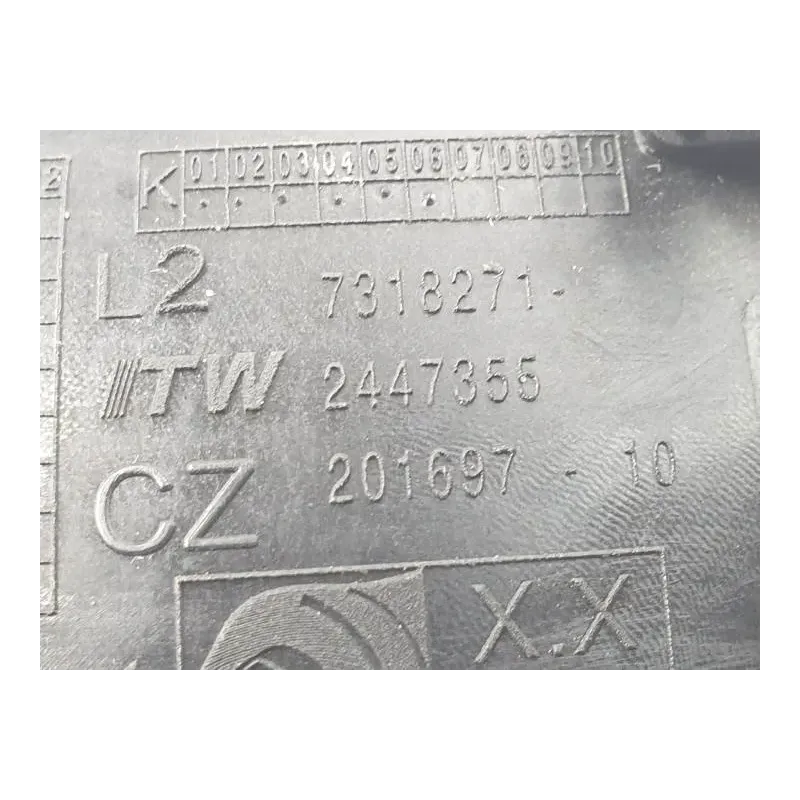 K 01 02 03 04 05 06 07 08 09 10
L2 7318271-
ITW 2447355
CZ 201697 - 10
X.X